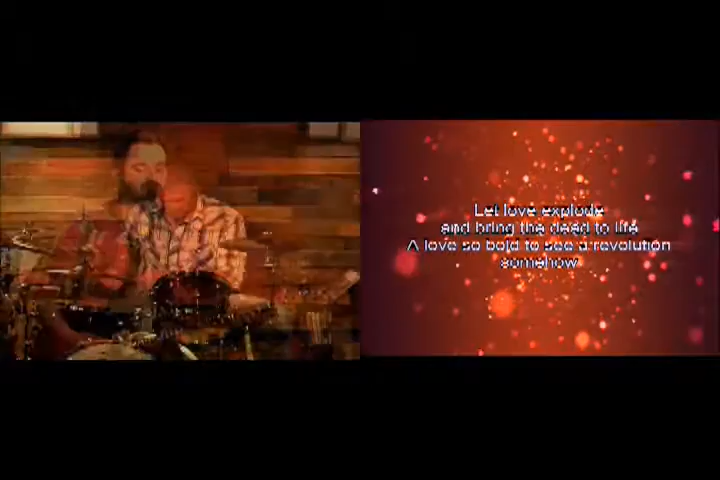 Let love explode
and bring the dead to life
A love so bold to see a revolution
somehow